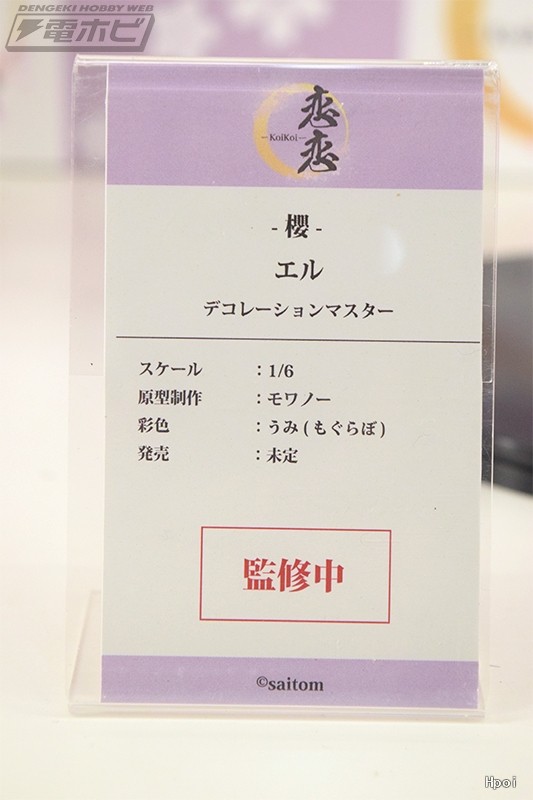 DENGEKI HOBBY WEB
電ホビ
恋
—KoiKoi—
恋
- 櫻 -
エル
デコレーションマスター
スケール ：1/6
原型制作 ：モワノー
彩色 ：うみ ( もぐらぼ )
発売 ：未定
監修中
©saitom
Hpoi